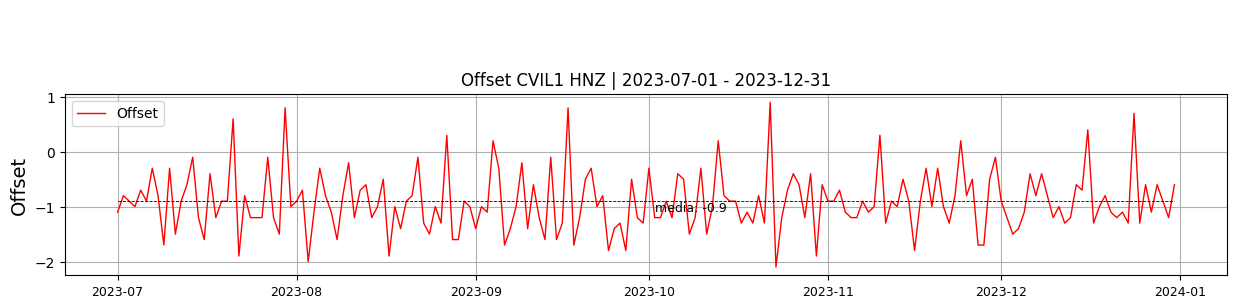 Offset CVIL1 HNZ | 2023-07-01 - 2023-12-31
Offset
Offset
1
0
−1
−2
media: -0.9
2023-07 2023-08 2023-09 2023-10 2023-11 2023-12 2024-01